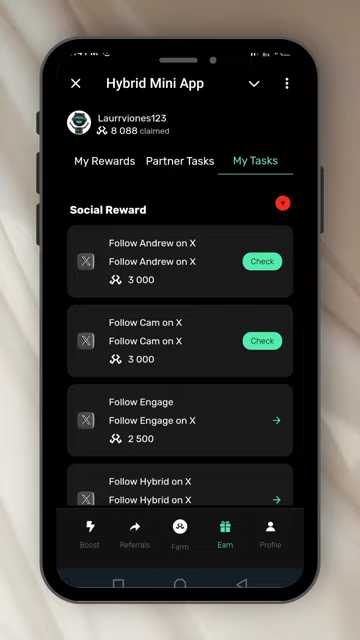 Hybrid Mini App
Laurrviones123
8 088 claimed
My Rewards
Partner Tasks
My Tasks
Social Reward
9
Follow Andrew on X
Follow Andrew on X
Check
3 000
Follow Cam on X
Follow Cam on X
Check
3 000
Follow Engage
Follow Engage on X
2 500
Follow Hybrid on X
Follow Hybrid on X
Boost
Referrals
Farm
Earn
Profile